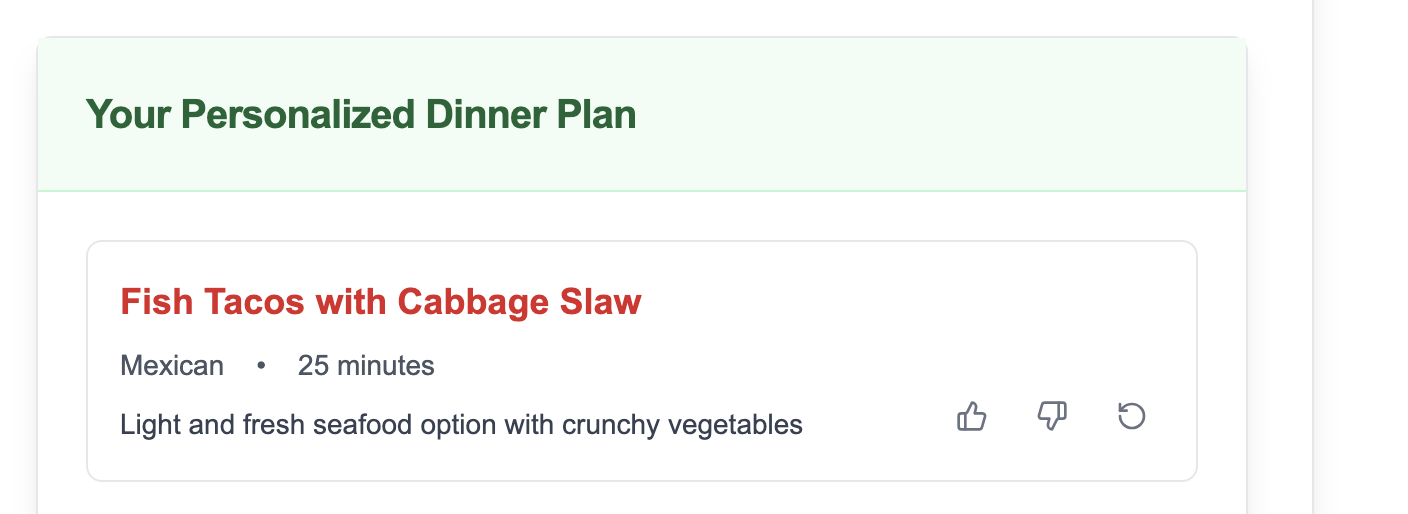 Your Personalized Dinner Plan
Fish Tacos with Cabbage Slaw
Mexican • 25 minutes
Light and fresh seafood option with crunchy vegetables